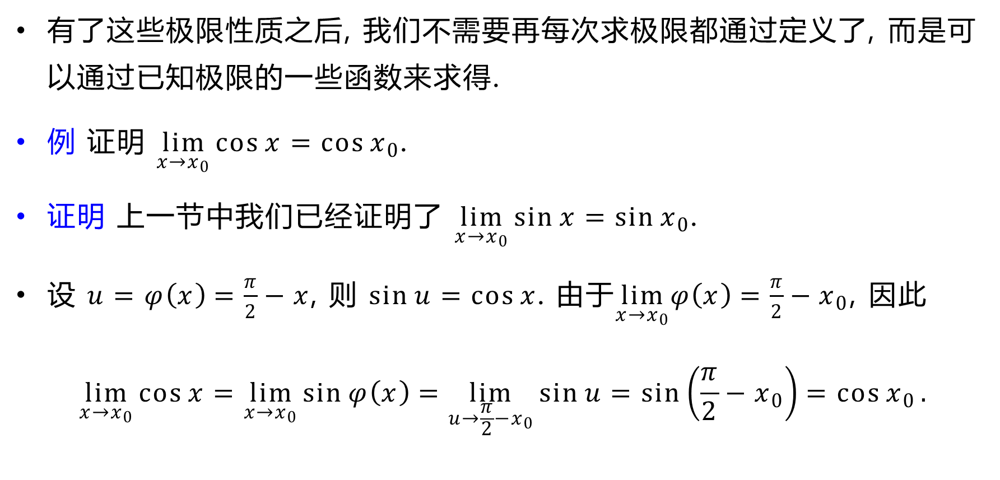 • 有了这些极限性质之后, 我们不需要再每次求极限都通过定义了, 而是可
以通过已知极限的一些函数来求得.
• 例 证明 $\lim_{x \to x_0} \cos x = \cos x_0$.
• 证明 上一节中我们已经证明了 $\lim_{x \to x_0} \sin x = \sin x_0$.
• 设 $u = \varphi(x) = \frac{\pi}{2} - x$, 则 $\sin u = \cos x$. 由于 $\lim_{x \to x_0} \varphi(x) = \frac{\pi}{2} - x_0$, 因此
$\lim_{x \to x_0} \cos x = \lim_{x \to x_0} \sin \varphi(x) = \lim_{u \to \frac{\pi}{2} - x_0} \sin u = \sin \left( \frac{\pi}{2} - x_0 \right) = \cos x_0$.